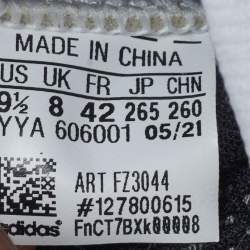 MADE IN CHINA
US UK FR JP CHN
9½ 8 42 265 260
YYA 606001 05/21
ART FZ3044
#127800615
adidas FnCT7BXk00008